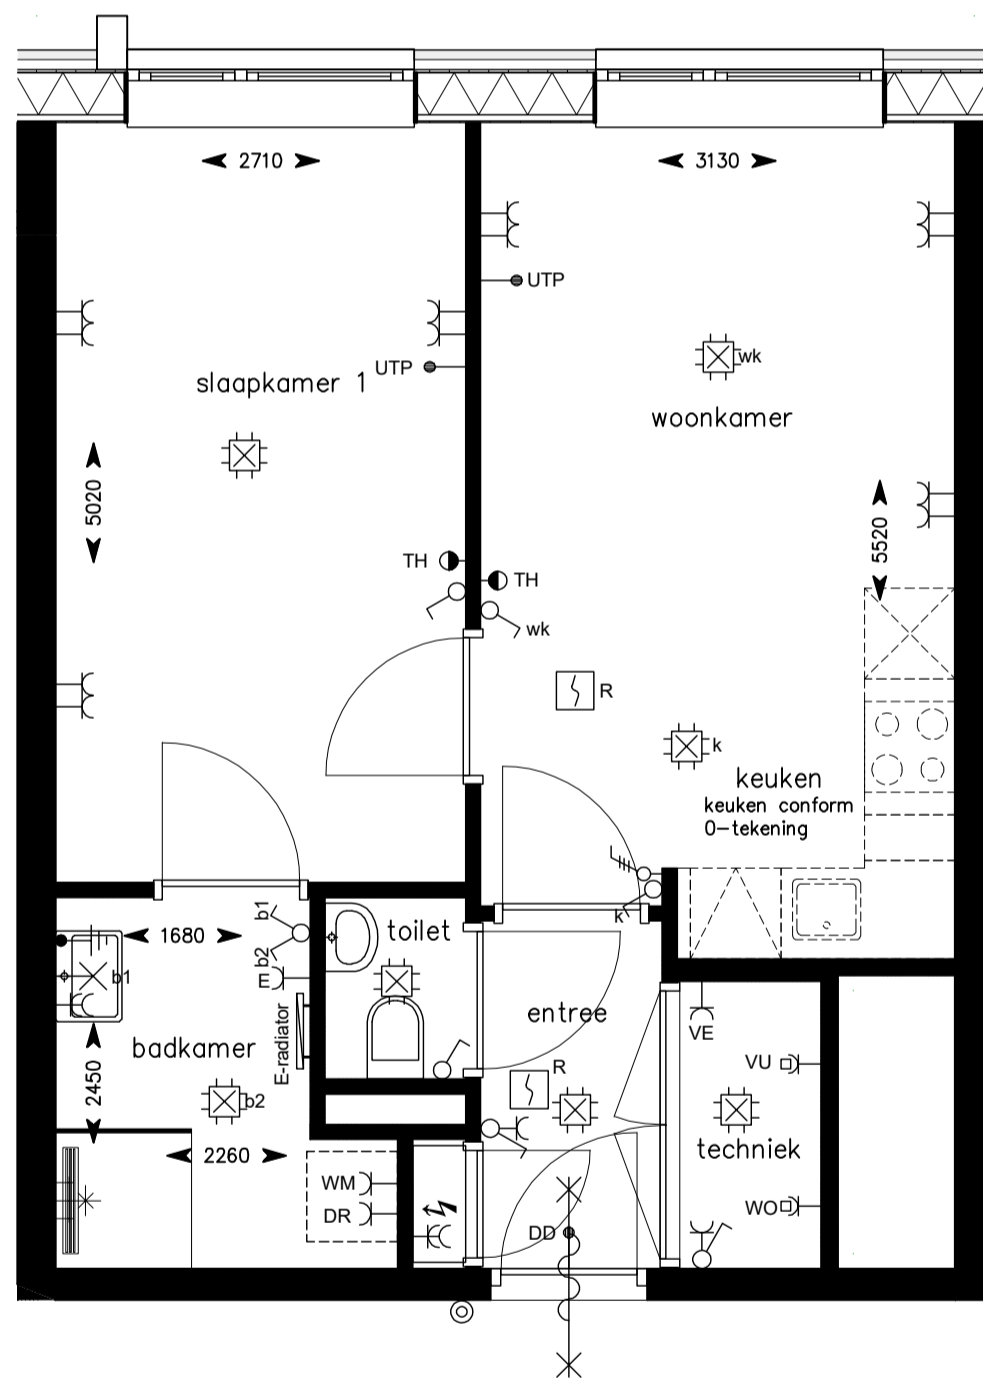 2710
3130
UTP
UTP
wk
slaapkamer 1
woonkamer
5020
5520
TH
TH
wk
R
k
keuken
keuken conform
0-tekening
k
b1
1680
b2
toilet
E
b1
entree
E-radiator
VE
badkamer
2450
R
VU
b2
techniek
2260
WM
DR
WO
DD